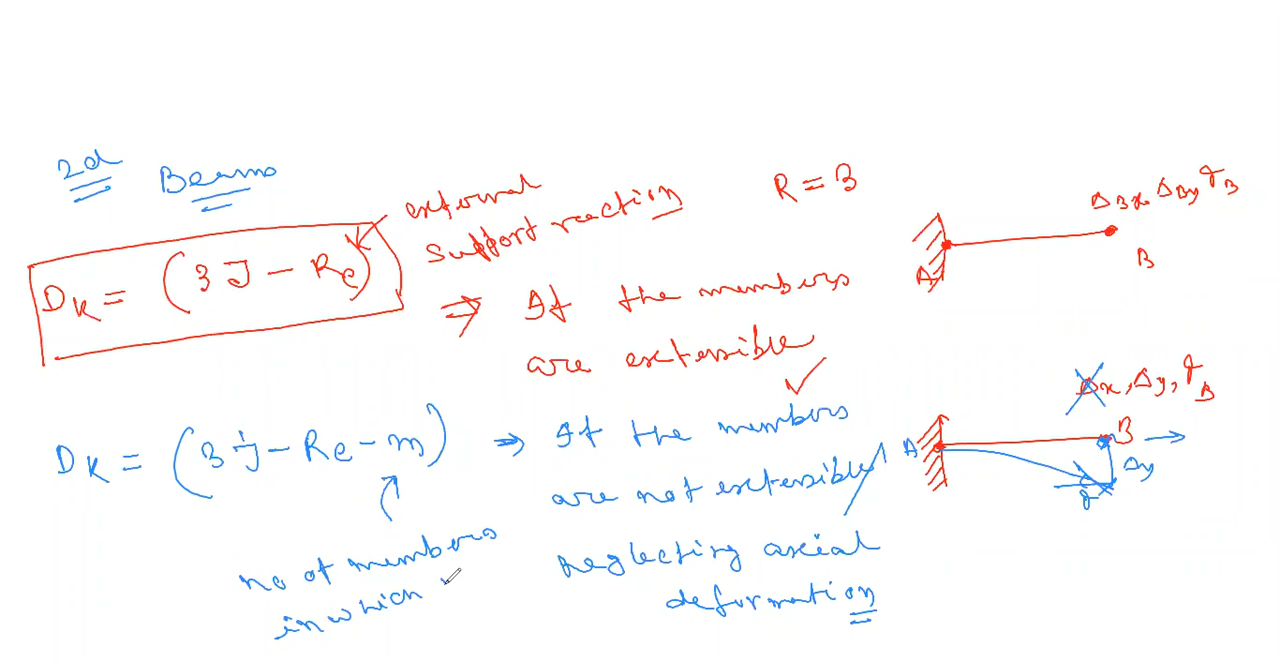 2d Beams
DK = (3J - Re)
external
support reaction
R = 3
⇒ If the members
are extensible
DK = (3j - Re - m) ⇒ If the members
are not extensible
Neglecting axial
deformation
no of members
in which
ΔBx, ΔBy, θB
A
B
Δx, Δy, θB
A
B
Δy
θ